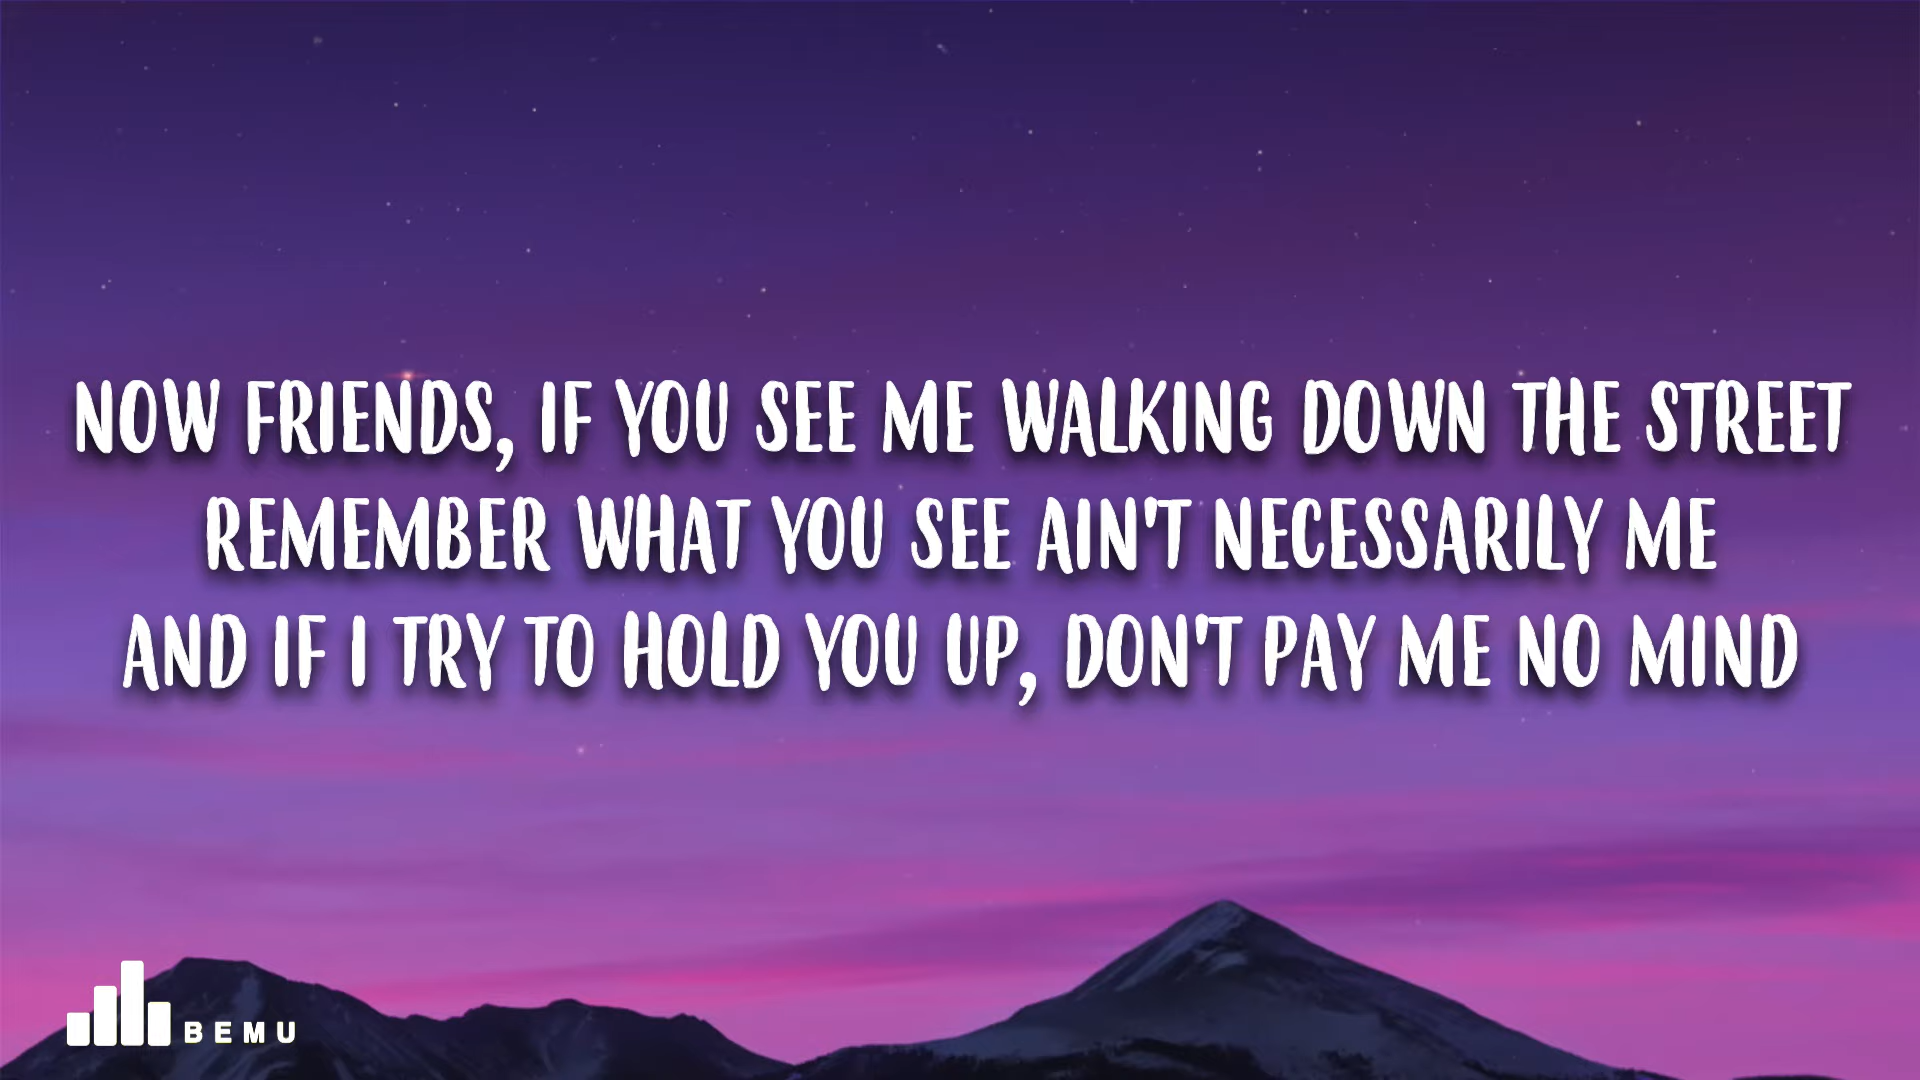 NOW FRIENDS, IF YOU SEE ME WALKING DOWN THE STREET
REMEMBER WHAT YOU SEE AIN'T NECESSARILY ME
AND IF I TRY TO HOLD YOU UP, DON'T PAY ME NO MIND
BEMU